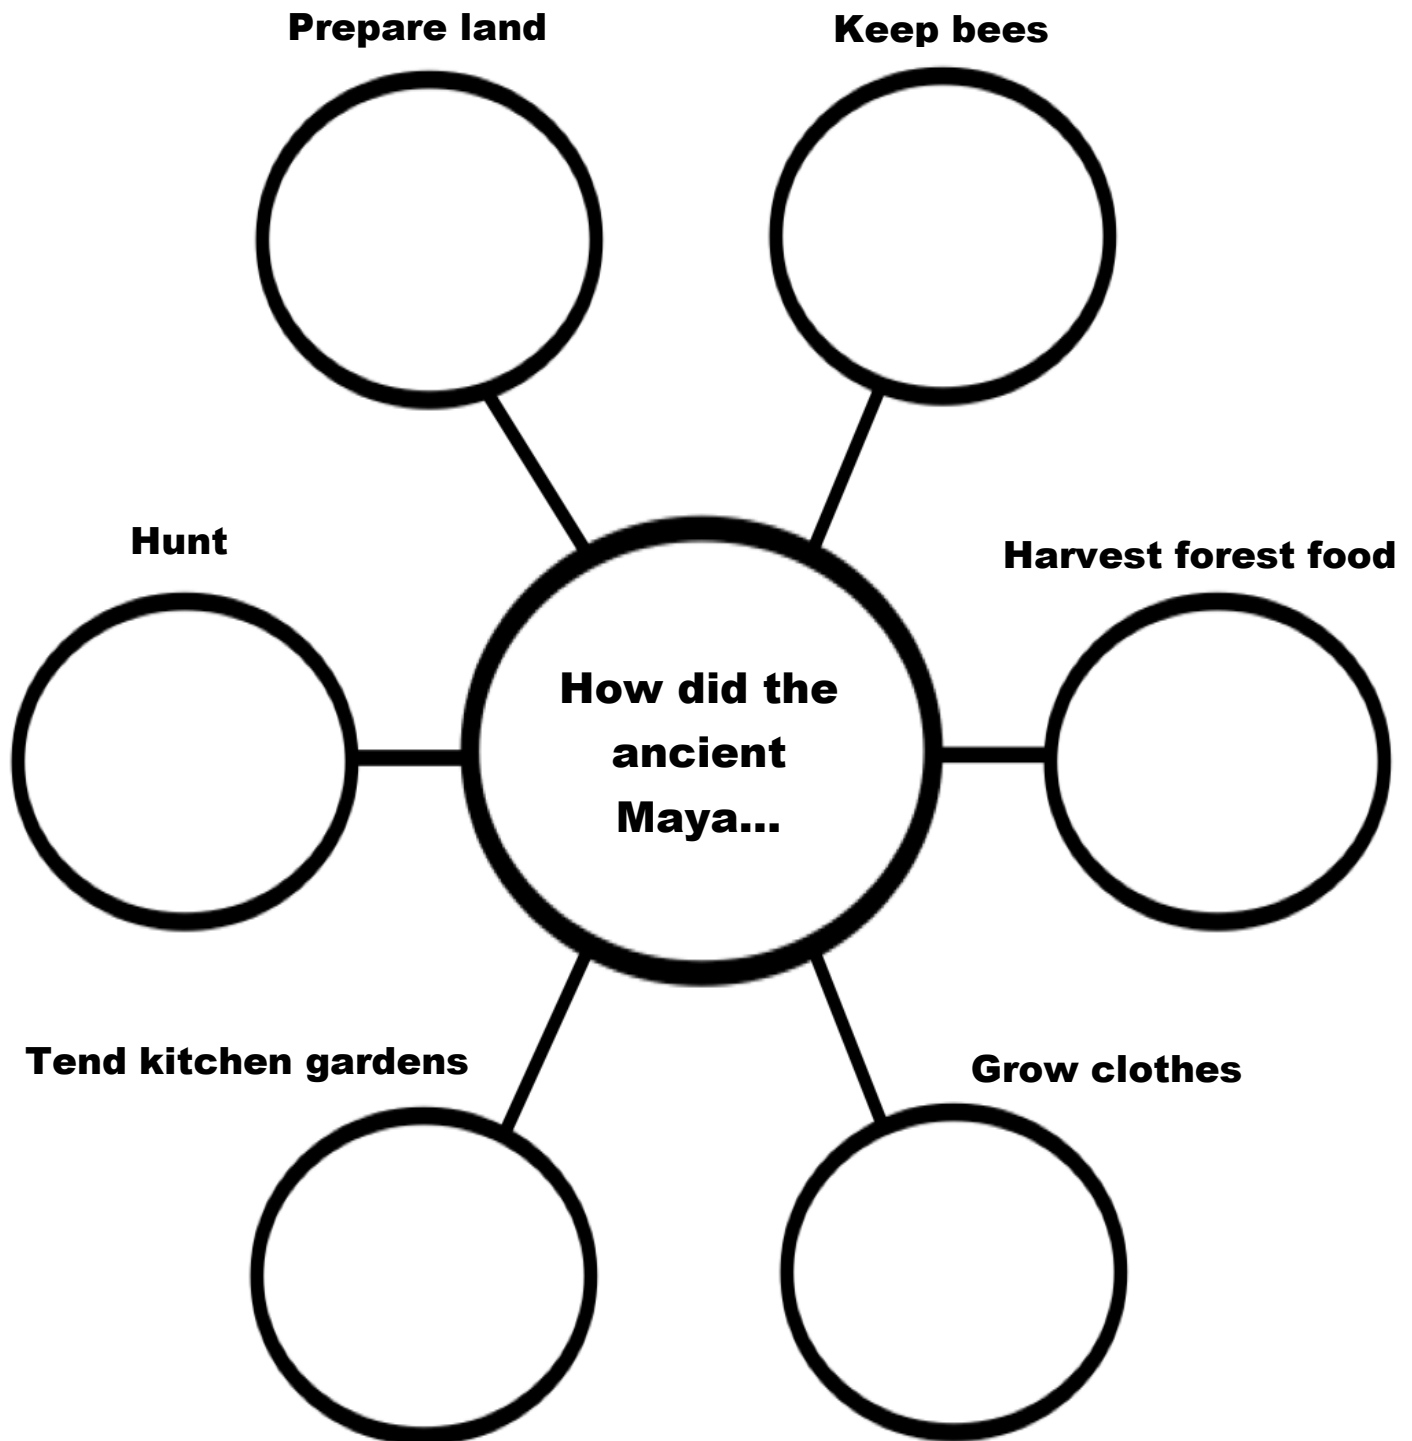 Prepare land
Keep bees
Hunt
Harvest forest food
How did the
ancient
Maya...
Tend kitchen gardens
Grow clothes